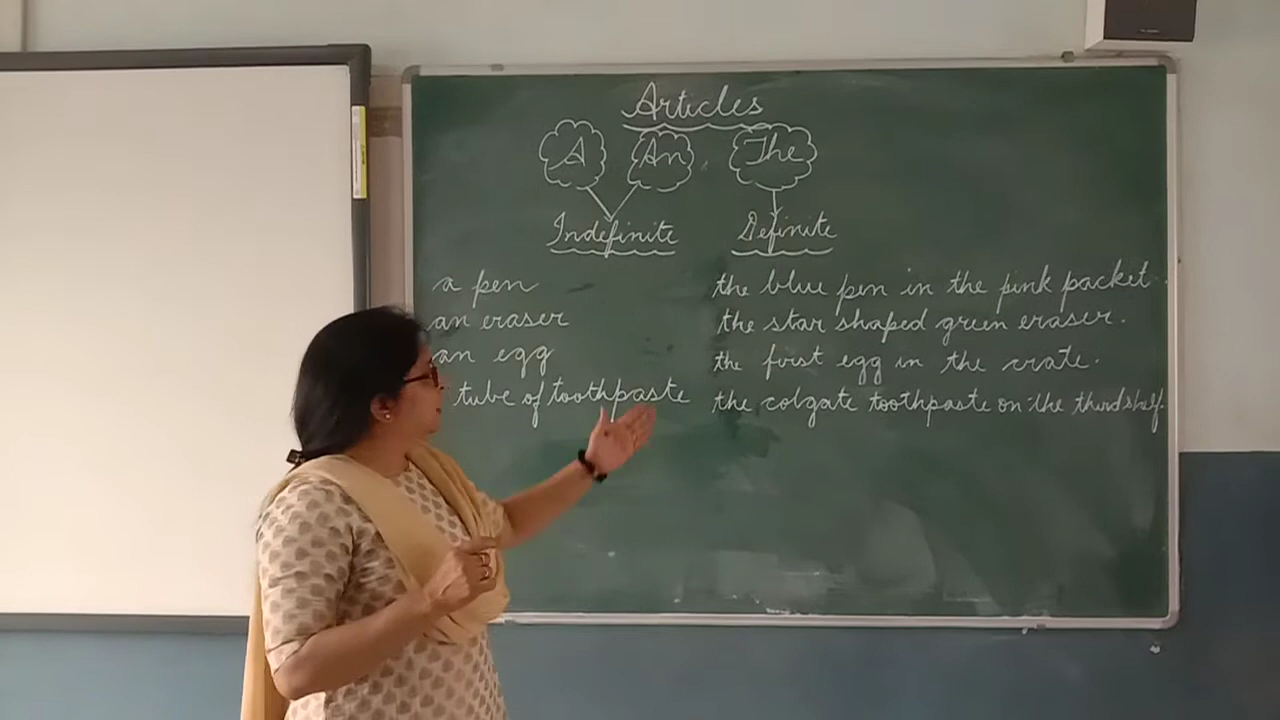 Articles
A An The
Indefinite Definite
a pen the blue pen in the pink packet.
an eraser the star shaped green eraser.
an egg the first egg in the crate.
tube of toothpaste the colgate toothpaste on the third shelf.